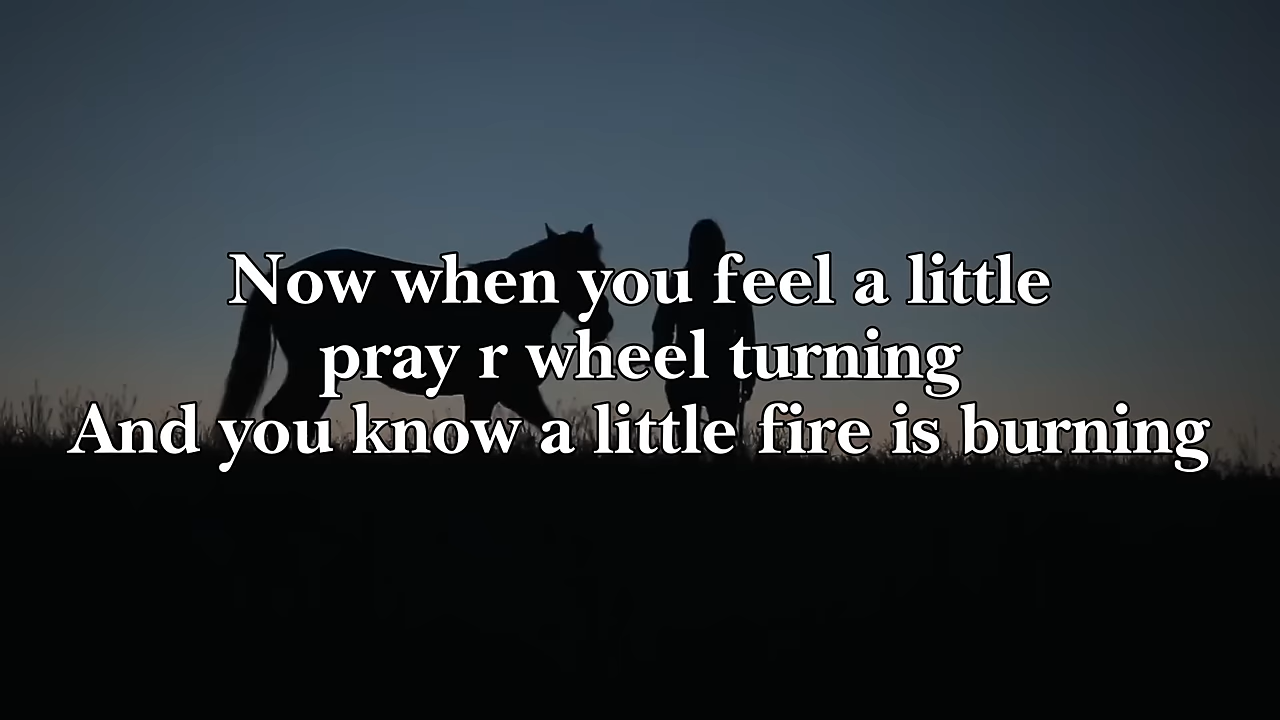 Now when you feel a little
pray r wheel turning
And you know a little fire is burning